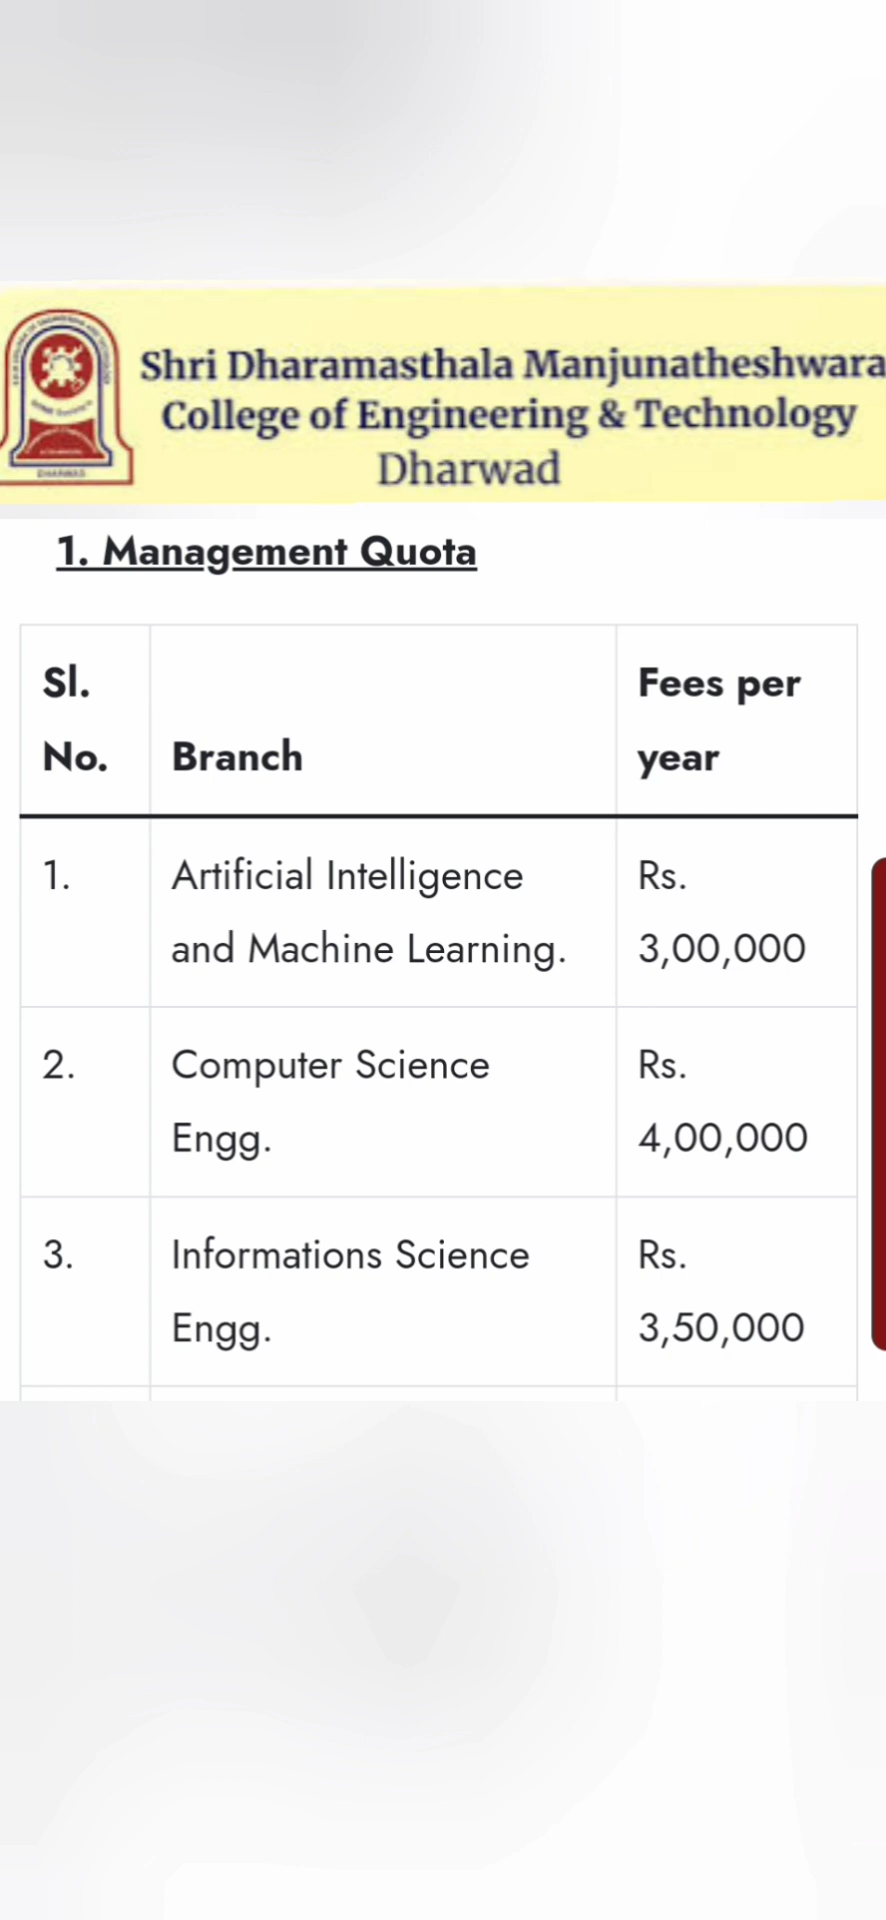 Shri Dharamasthala Manjunatheshwara
College of Engineering & Technology
Dharwad
DHARWAD
1. Management Quota
Sl. No. Branch Fees per year
1. Artificial Intelligence and Machine Learning. Rs. 3,00,000
2. Computer Science Engg. Rs. 4,00,000
3. Informations Science Engg. Rs. 3,50,000